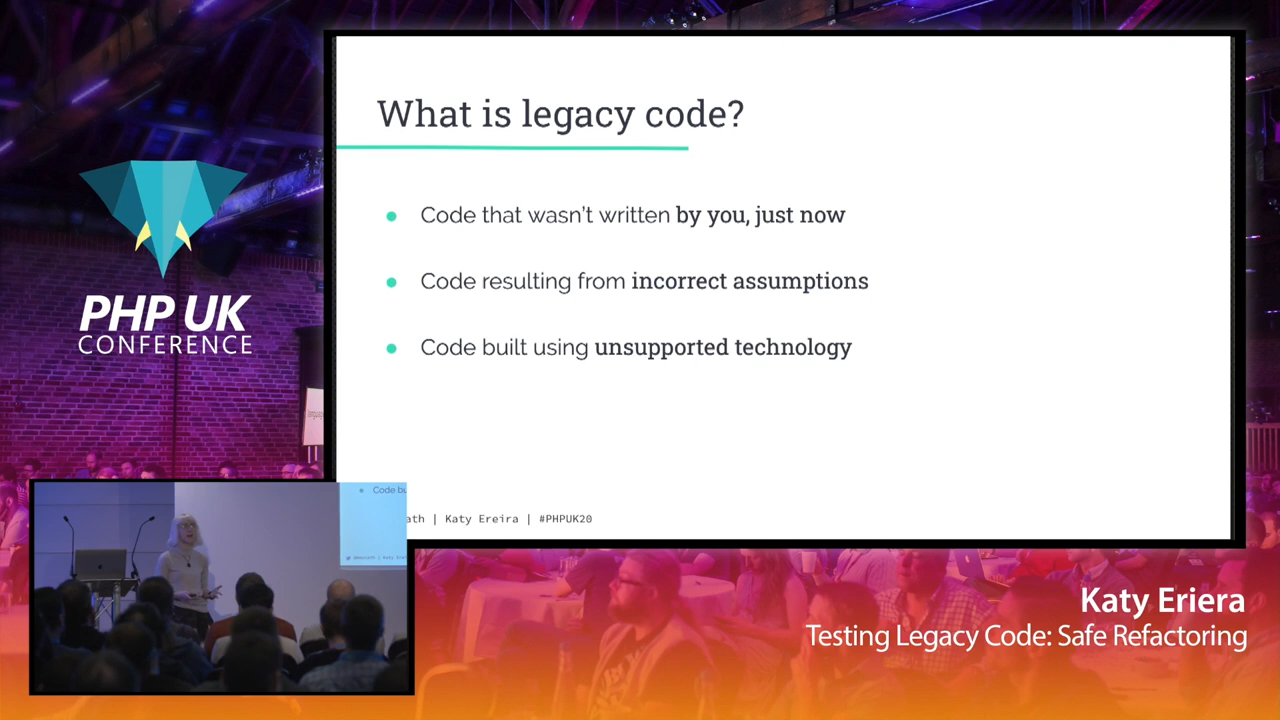 What is legacy code?
Code that wasn't written by you, just now
Code resulting from incorrect assumptions
Code built using unsupported technology
ath | Katy Ereira | #PHPUK20
PHP UK
CONFERENCE
Code bu
Katy Eriera
Testing Legacy Code: Safe Refactoring